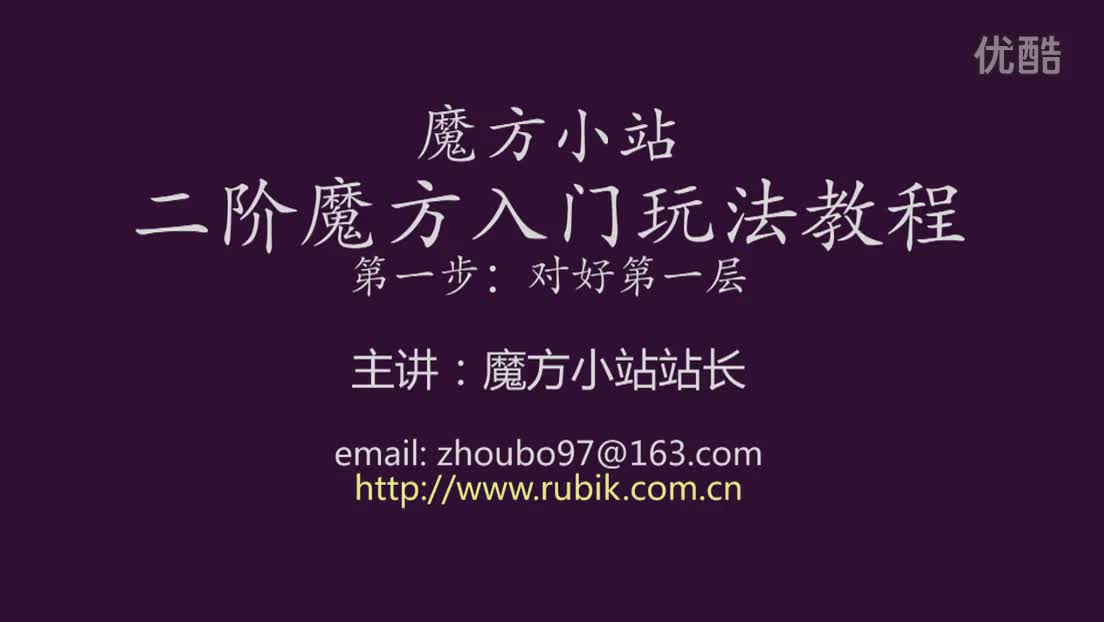 优酷
魔方小站
二阶魔方入门玩法教程
第一步：对好第一层
主讲：魔方小站站长
email: zhoubo97@163.com
http://www.rubik.com.cn